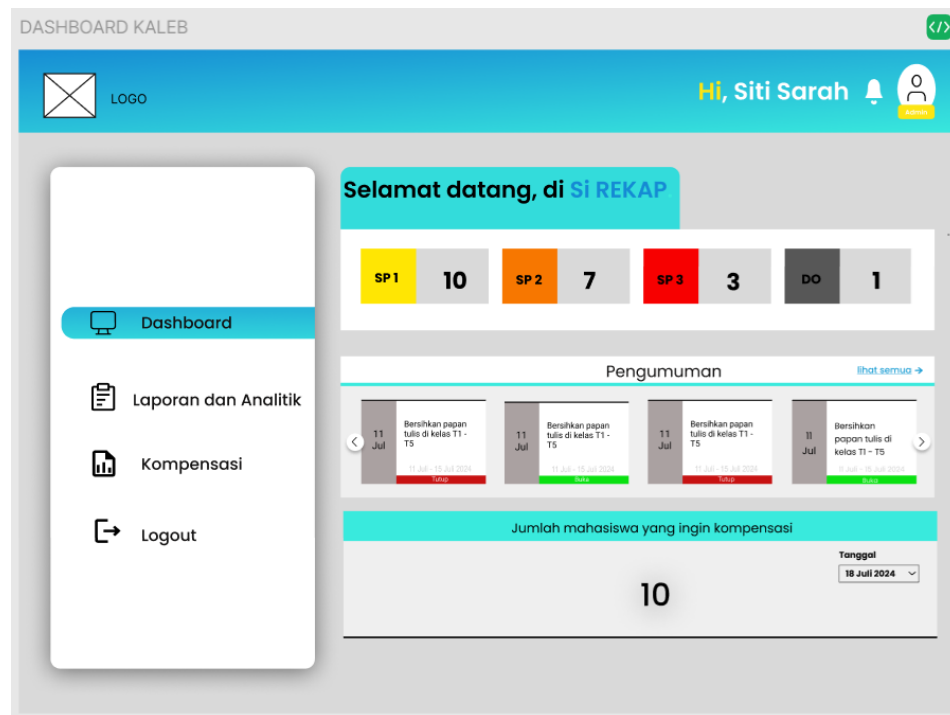 DASHBOARD KALEB
</>
LOGO
Hi, Siti Sarah
Admin
Selamat datang, di Si REKAP
SP 1
10
SP 2
7
SP 3
3
DO
1
Dashboard
Laporan dan Analitik
Kompensasi
Logout
Pengumuman
lihat semua →
11
Jul
Bersihkan papan
tulis di kelas T1 -
T5
11 Juli - 15 Juli 2024
Tutup
11
Jul
Bersihkan papan
tulis di kelas T1 -
T5
11 Juli - 15 Juli 2024
Buka
11
Jul
Bersihkan papan
tulis di kelas T1 -
T5
11 Juli - 15 Juli 2024
Tutup
11
Jul
Bersihkan
papan tulis di
kelas T1 - T5
11 Juli - 15 Juli 2024
Buka
Jumlah mahasiswa yang ingin kompensasi
Tanggal
18 Juli 2024
10